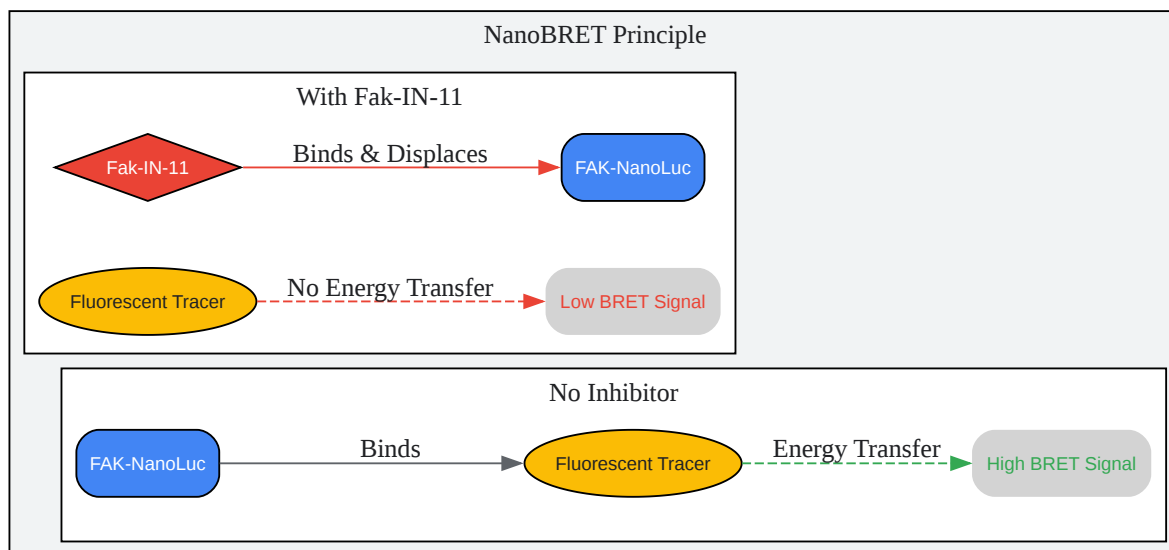 NanoBRET Principle
With Fak-IN-11
Fak-IN-11
Binds & Displaces
FAK-NanoLuc
Fluorescent Tracer
No Energy Transfer
Low BRET Signal
No Inhibitor
FAK-NanoLuc
Binds
Fluorescent Tracer
Energy Transfer
High BRET Signal